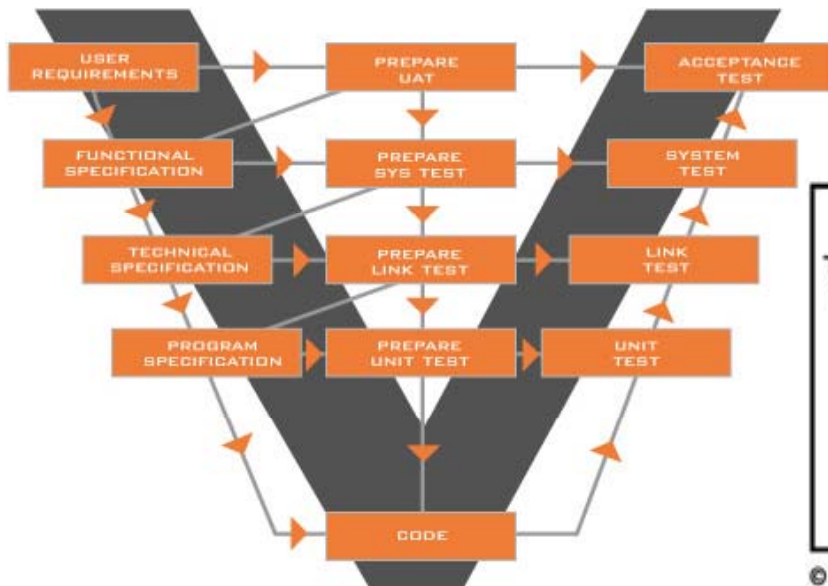 USER
REQUIREMENTS
PREPARE
UAT
ACCEPTANCE
TEST
FUNCTIONAL
SPECIFICATION
PREPARE
SYS TEST
SYSTEM
TEST
TECHNICAL
SPECIFICATION
PREPARE
LINK TEST
LINK
TEST
PROGRAM
SPECIFICATION
PREPARE
UNIT TEST
UNIT
TEST
CODE
©